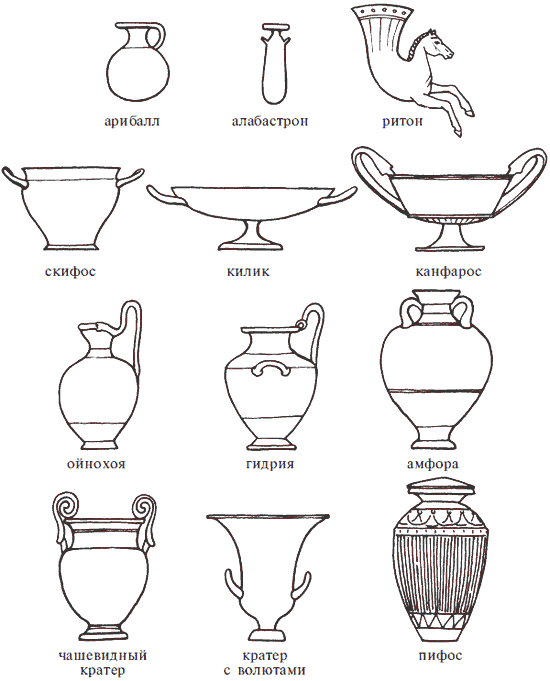 арибалл
алабастрон
ритон
скифос
килик
канфарос
ойнохоя
гидрия
амфора
чашевидный
кратер
кратер
с волютами
пифос